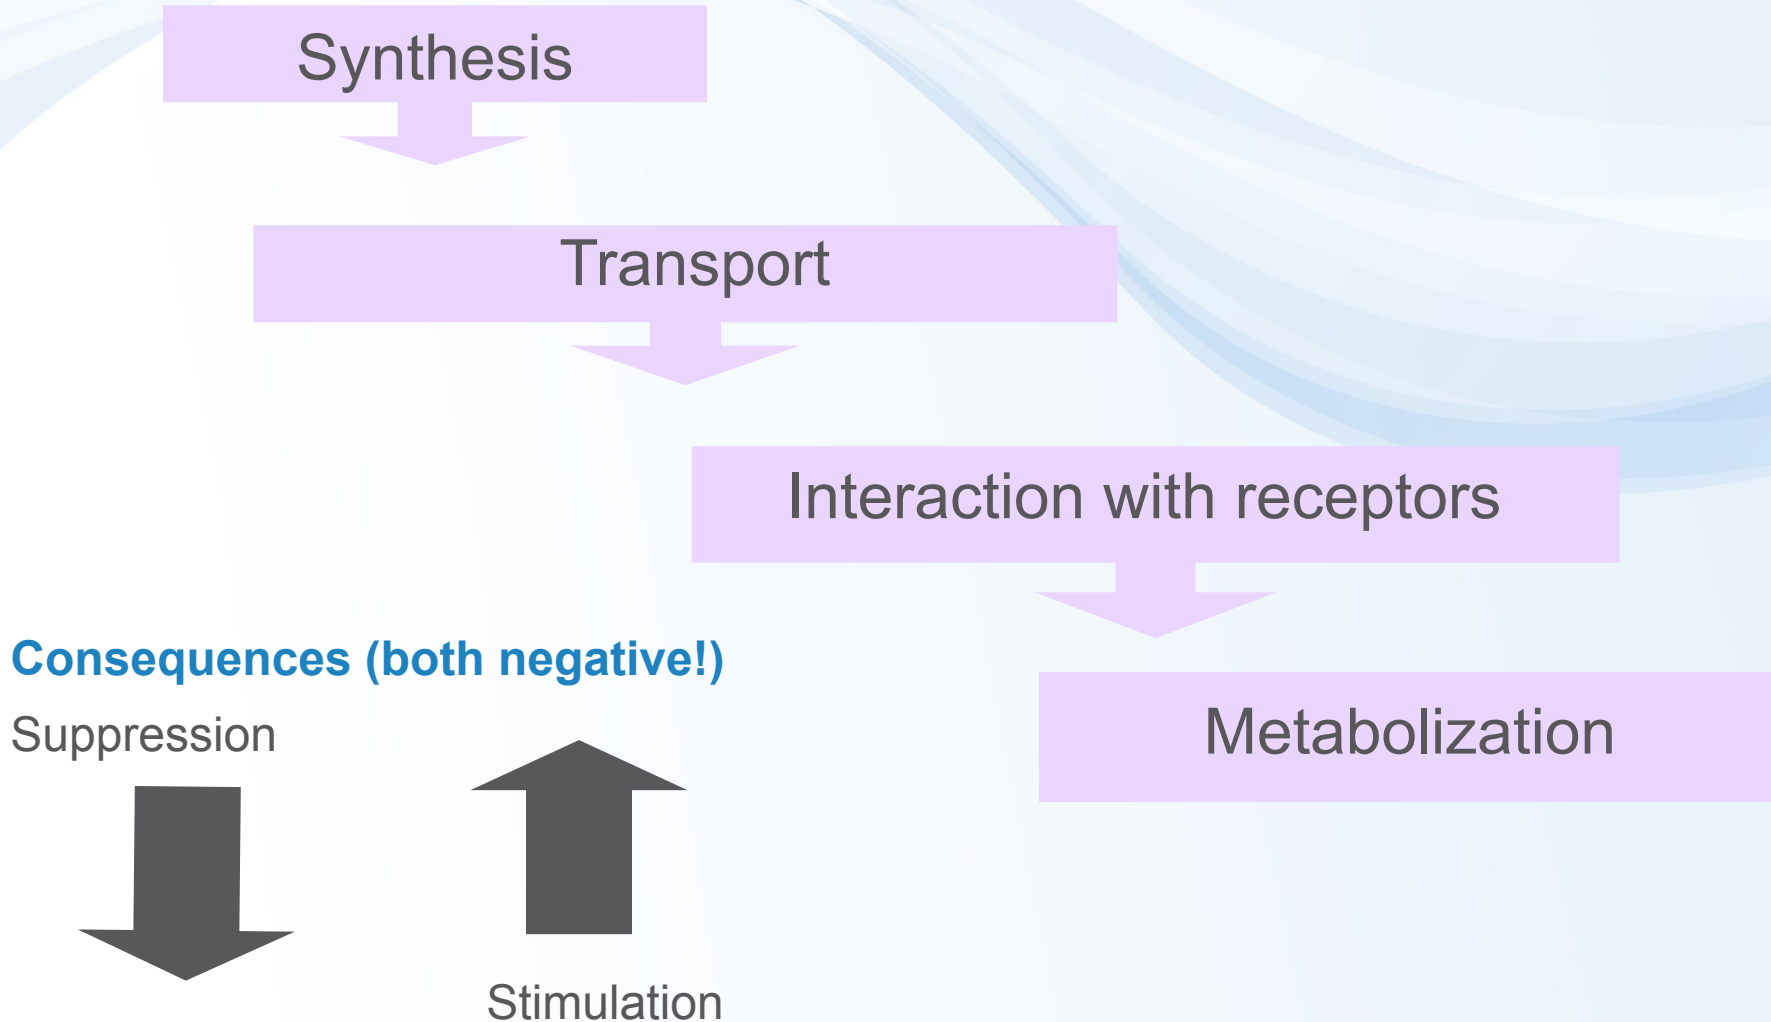 Synthesis
Transport
Interaction with receptors
Consequences (both negative!)
Metabolization
Suppression
Stimulation